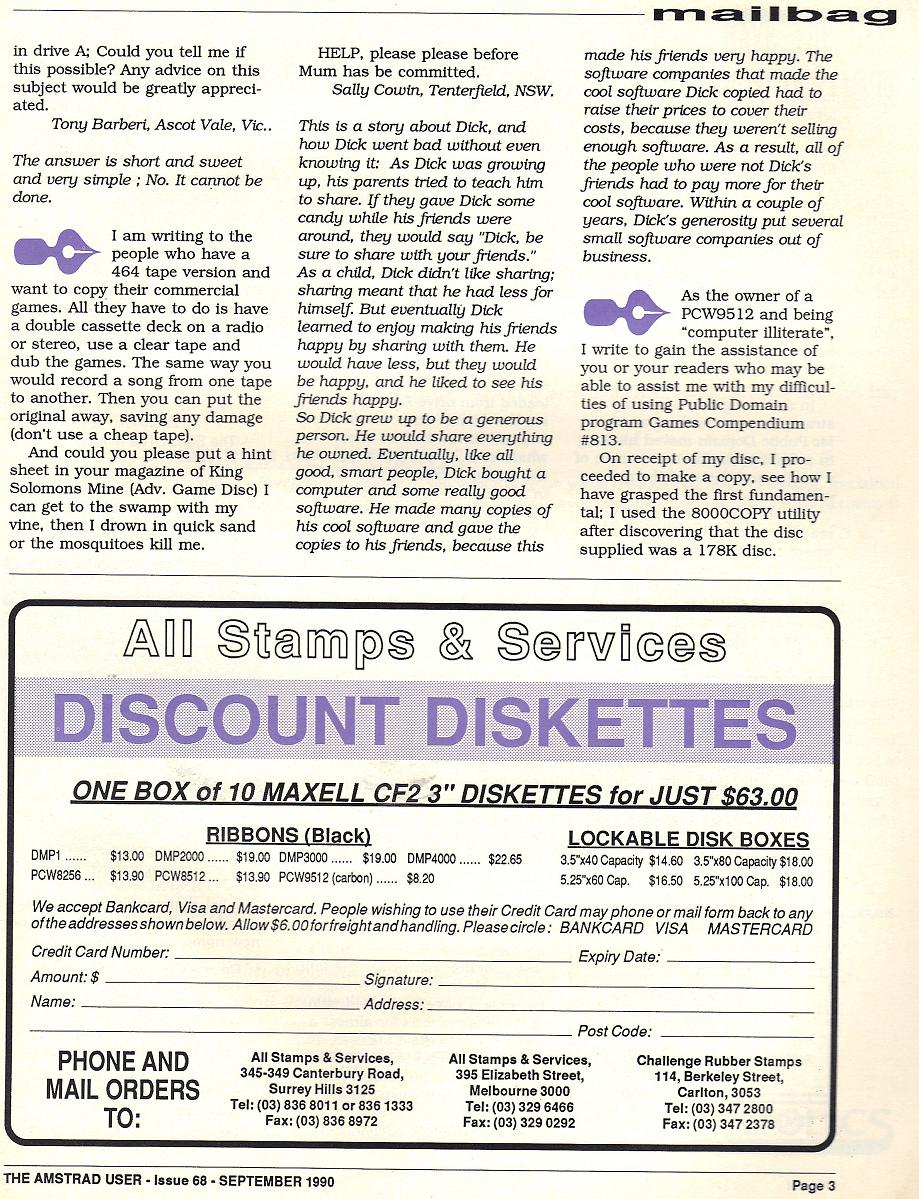 mailbag
in drive A; Could you tell me if
this possible? Any advice on this
subject would be greatly appreci-
ated.
Tony Barberi, Ascot Vale, Vic..
The answer is short and sweet
and very simple ; No. It cannot be
done.
I am writing to the
people who have a
464 tape version and
want to copy their commercial
games. All they have to do is have
a double cassette deck on a radio
or stereo, use a clear tape and
dub the games. The same way you
would record a song from one tape
to another. Then you can put the
original away, saving any damage
(don't use a cheap tape).
And could you please put a hint
sheet in your magazine of King
Solomons Mine (Adv. Game Disc) I
can get to the swamp with my
vine, then I drown in quick sand
or the mosquitoes kill me.
HELP, please please before
Mum has be committed.
Sally Cowin, Tenterfield, NSW.
This is a story about Dick, and
how Dick went bad without even
knowing it: As Dick was growing
up, his parents tried to teach him
to share. If they gave Dick some
candy while his friends were
around, they would say "Dick, be
sure to share with your friends."
As a child, Dick didn't like sharing;
sharing meant that he had less for
himself. But eventually Dick
learned to enjoy making his friends
happy by sharing with them. He
would have less, but they would
be happy, and he liked to see his
friends happy.
So Dick grew up to be a generous
person. He would share everything
he owned. Eventually, like all
good, smart people, Dick bought a
computer and some really good
software. He made many copies of
his cool software and gave the
copies to his friends, because this
made his friends very happy. The
software companies that made the
cool software Dick copied had to
raise their prices to cover their
costs, because they weren't selling
enough software. As a result, all of
the people who were not Dick's
friends had to pay more for their
cool software. Within a couple of
years, Dick's generosity put several
small software companies out of
business.
As the owner of a
PCW9512 and being
“computer illiterate”,
I write to gain the assistance of
you or your readers who may be
able to assist me with my difficul-
ties of using Public Domain
program Games Compendium
#813.
On receipt of my disc, I pro-
ceeded to make a copy, see how I
have grasped the first fundamen-
tal; I used the 8000COPY utility
after discovering that the disc
supplied was a 178K disc.
All Stamps & Services
DISCOUNT DISKETTES
ONE BOX of 10 MAXELL CF2 3" DISKETTES for JUST $63.00
RIBBONS (Black)
DMP1 ...... $13.00 DMP2000 ...... $19.00 DMP3000 ...... $19.00 DMP4000 ...... $22.65
PCW8256 ... $13.90 PCW8512 ... $13.90 PCW9512 (carbon) ...... $8.20
LOCKABLE DISK BOXES
3.5"x40 Capacity $14.60 3.5"x80 Capacity $18.00
5.25"x60 Cap. $16.50 5.25"x100 Cap. $18.00
We accept Bankcard, Visa and Mastercard. People wishing to use their Credit Card may phone or mail form back to any
of the addresses shown below. Allow $6.00 for freight and handling. Please circle: BANKCARD VISA MASTERCARD
Credit Card Number: Expiry Date:
Amount: $ Signature:
Name: Address:
Post Code:
PHONE AND
MAIL ORDERS
TO:
All Stamps & Services,
345-349 Canterbury Road,
Surrey Hills 3125
Tel: (03) 836 8011 or 836 1333
Fax: (03) 836 8972
All Stamps & Services,
395 Elizabeth Street,
Melbourne 3000
Tel: (03) 329 6466
Fax: (03) 329 0292
Challenge Rubber Stamps
114, Berkeley Street,
Carlton, 3053
Tel: (03) 347 2800
Fax: (03) 347 2378
THE AMSTRAD USER - Issue 68 - SEPTEMBER 1990
Page 3